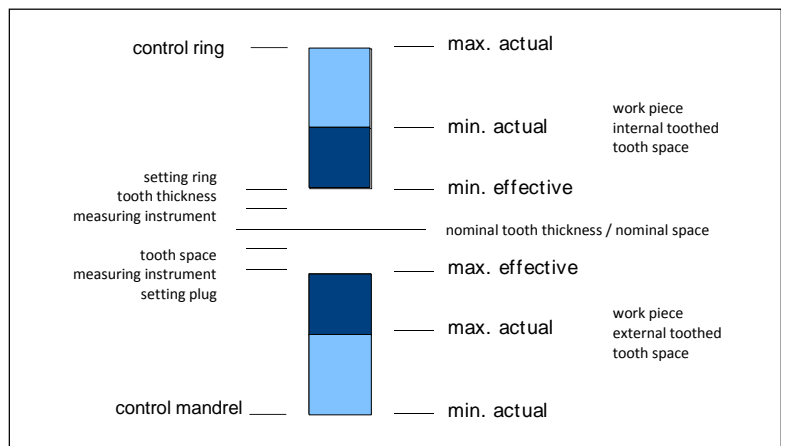 control ring
max. actual
min. actual
work piece
internal toothed
tooth space
setting ring
tooth thickness
measuring instrument
min. effective
nominal tooth thickness / nominal space
tooth space
measuring instrument
setting plug
max. effective
max. actual
work piece
external toothed
tooth space
control mandrel
min. actual